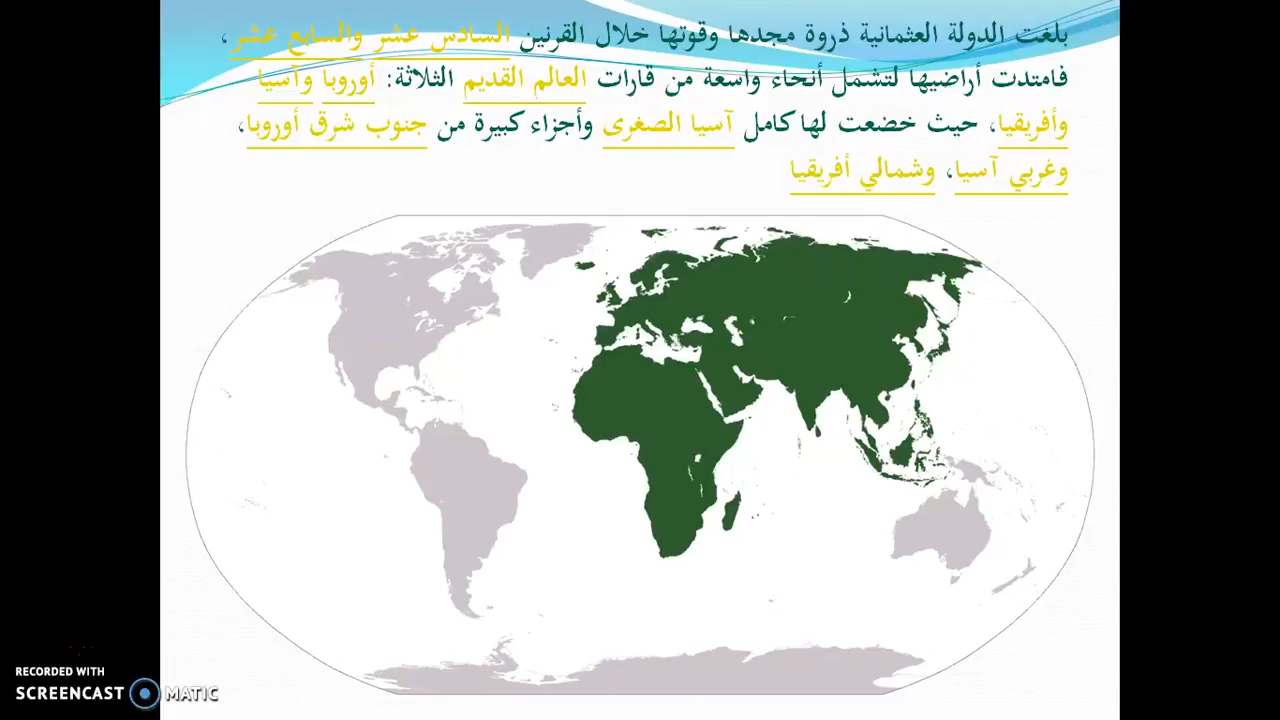 بلغت الدولة العثمانية ذروة مجدها وقوتها خلال القرنين السادس عشر والسابع عشر،
فامتدت أراضيها لتشمل أنحاء واسعة من قارات العالم القديم الثلاثة: أوروبا وآسيا
وأفريقيا، حيث خضعت لها كامل آسيا الصغرى وأجزاء كبيرة من جنوب شرق أوروبا،
وغربي آسيا، وشمالي أفريقيا
RECORDED WITH
SCREENCAST MATIC